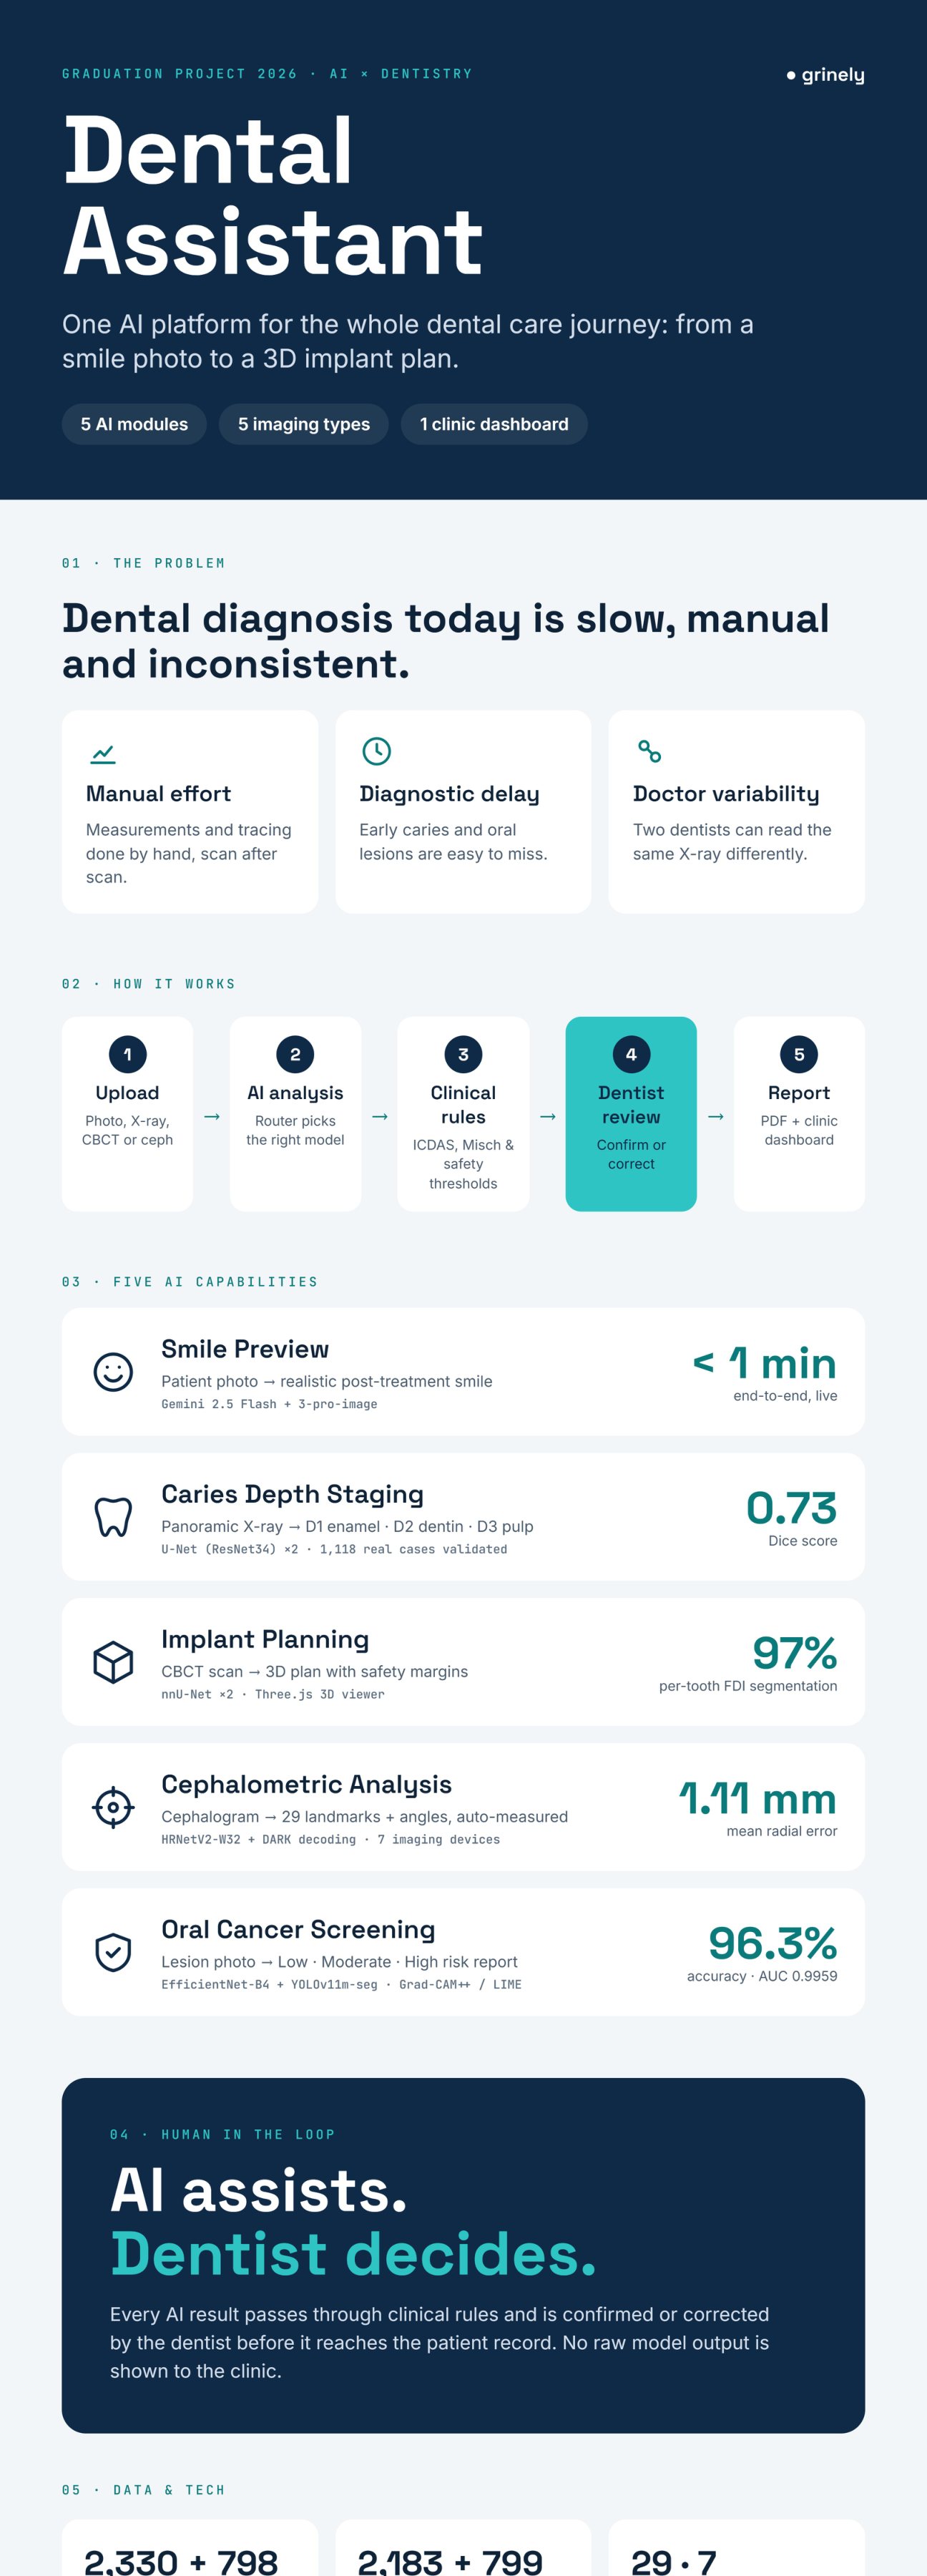 GRADUATION PROJECT 2026 · AI × DENTISTRY
grinely
Dental
Assistant
One AI platform for the whole dental care journey: from a
smile photo to a 3D implant plan.
5 AI modules
5 imaging types
1 clinic dashboard
01 · THE PROBLEM
Dental diagnosis today is slow, manual
and inconsistent.
Manual effort
Measurements and tracing
done by hand, scan after
scan.
Diagnostic delay
Early caries and oral
lesions are easy to miss.
Doctor variability
Two dentists can read the
same X-ray differently.
02 · HOW IT WORKS
1
Upload
Photo, X-ray,
CBCT or ceph
→
2
AI analysis
Router picks
the right model
→
3
Clinical
rules
ICDAS, Misch &
safety
thresholds
→
4
Dentist
review
Confirm or
correct
→
5
Report
PDF + clinic
dashboard
03 · FIVE AI CAPABILITIES
Smile Preview
Patient photo → realistic post-treatment smile
Gemini 2.5 Flash + 3-pro-image
< 1 min
end-to-end, live
Caries Depth Staging
Panoramic X-ray → D1 enamel · D2 dentin · D3 pulp
U-Net (ResNet34) ×2 · 1,118 real cases validated
0.73
Dice score
Implant Planning
CBCT scan → 3D plan with safety margins
nnU-Net ×2 · Three.js 3D viewer
97%
per-tooth FDI segmentation
Cephalometric Analysis
Cephalogram → 29 landmarks + angles, auto-measured
HRNetV2-W32 + DARK decoding · 7 imaging devices
1.11 mm
mean radial error
Oral Cancer Screening
Lesion photo → Low · Moderate · High risk report
EfficientNet-B4 + YOLOv11m-seg · Grad-CAM++ / LIME
96.3%
accuracy · AUC 0.9959
04 · HUMAN IN THE LOOP
AI assists.
Dentist decides.
Every AI result passes through clinical rules and is confirmed or corrected
by the dentist before it reaches the patient record. No raw model output is
shown to the clinic.
05 · DATA & TECH
2,330 + 798
2,183 + 799
29 · 7